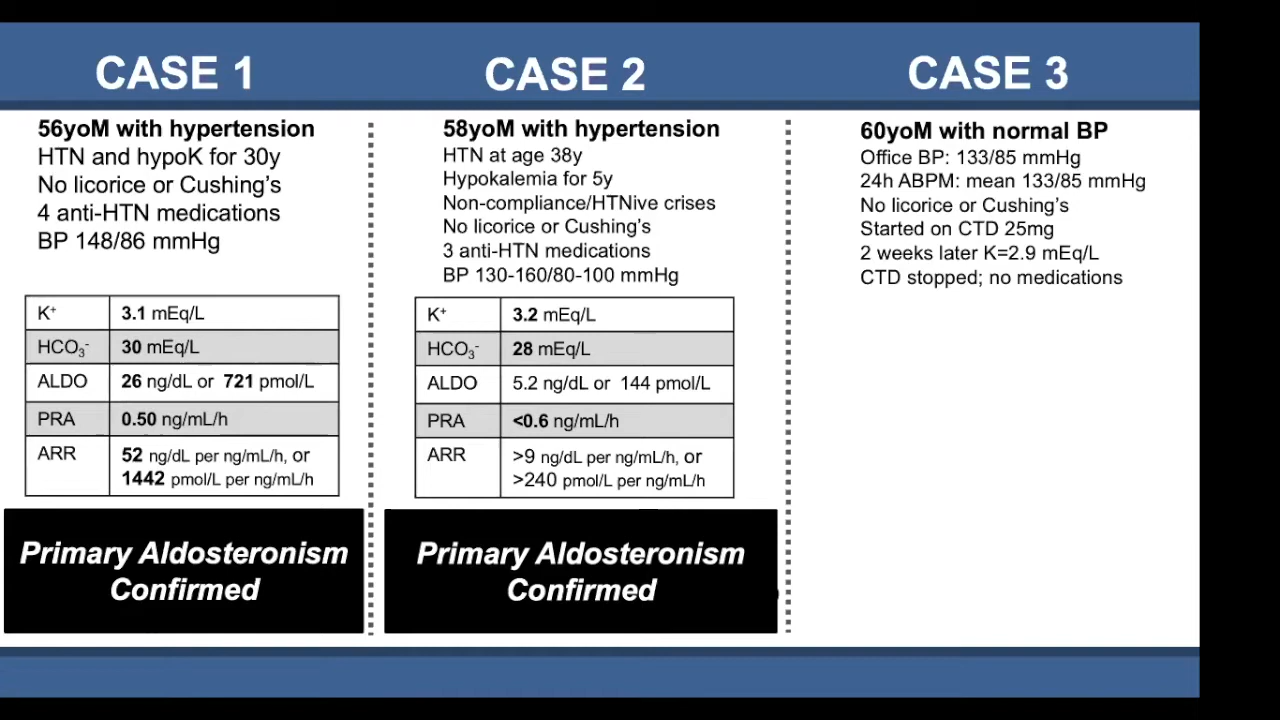 CASE 1
56yoM with hypertension
HTN and hypoK for 30y
No licorice or Cushing's
4 anti-HTN medications
BP 148/86 mmHg
K⁺ 3.1 mEq/L
HCO₃⁻ 30 mEq/L
ALDO 26 ng/dL or 721 pmol/L
PRA 0.50 ng/mL/h
ARR 52 ng/dL per ng/mL/h, or
1442 pmol/L per ng/mL/h
Primary Aldosteronism
Confirmed
CASE 2
58yoM with hypertension
HTN at age 38y
Hypokalemia for 5y
Non-compliance/HTNive crises
No licorice or Cushing's
3 anti-HTN medications
BP 130-160/80-100 mmHg
K⁺ 3.2 mEq/L
HCO₃⁻ 28 mEq/L
ALDO 5.2 ng/dL or 144 pmol/L
PRA <0.6 ng/mL/h
ARR >9 ng/dL per ng/mL/h, or
>240 pmol/L per ng/mL/h
Primary Aldosteronism
Confirmed
CASE 3
60yoM with normal BP
Office BP: 133/85 mmHg
24h ABPM: mean 133/85 mmHg
No licorice or Cushing's
Started on CTD 25mg
2 weeks later K=2.9 mEq/L
CTD stopped; no medications